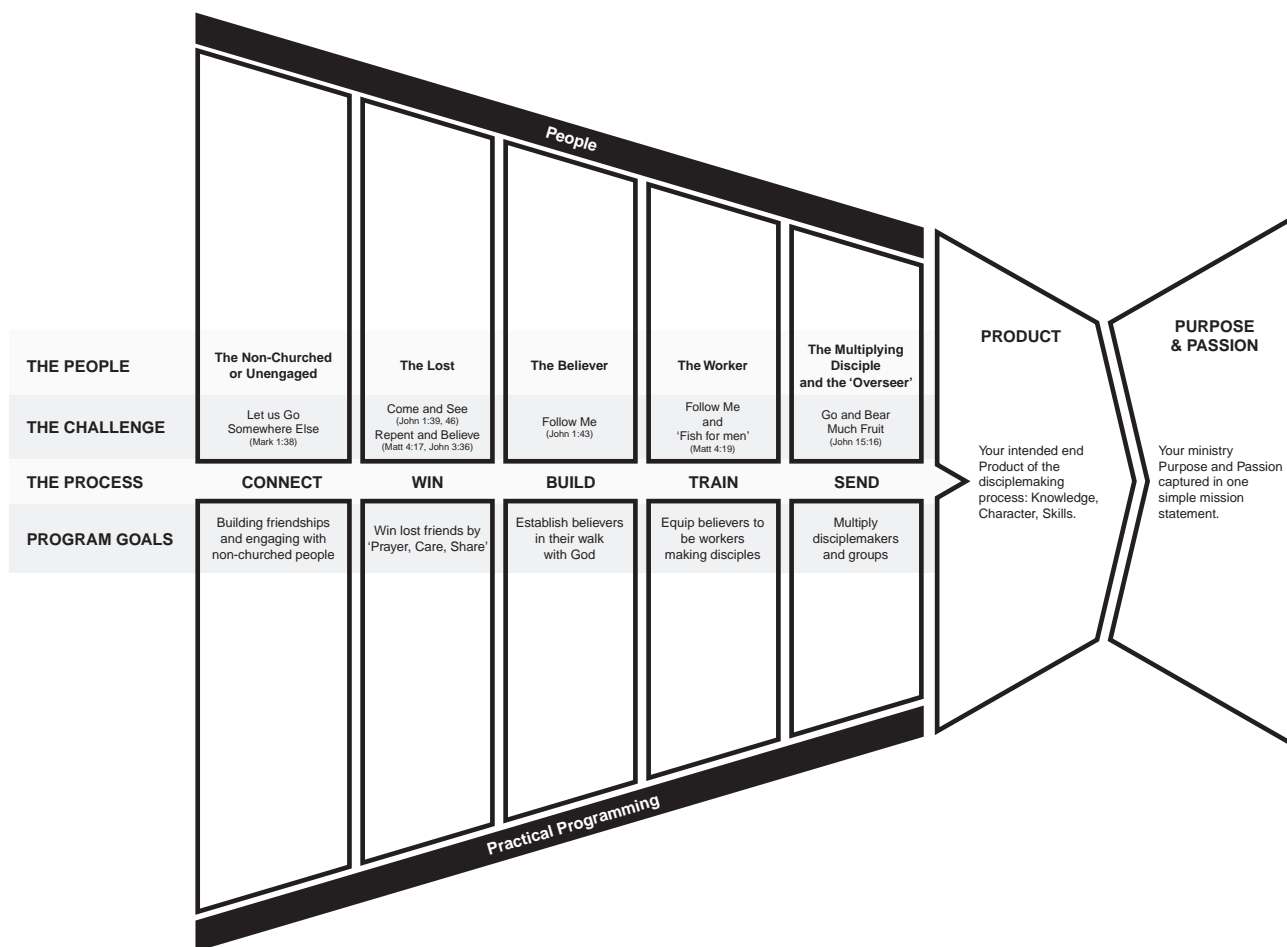 People
THE PEOPLE
The Non-Churched
or Unengaged
The Lost
The Believer
The Worker
The Multiplying
Disciple
and the ‘Overseer’
THE CHALLENGE
Let us Go
Somewhere Else
(Mark 1:38)
Come and See
(John 1:39, 46)
Repent and Believe
(Matt 4:17, John 3:36)
Follow Me
(John 1:43)
Follow Me
and
‘Fish for men’
(Matt 4:19)
Go and Bear
Much Fruit
(John 15:16)
THE PROCESS
CONNECT
WIN
BUILD
TRAIN
SEND
PROGRAM GOALS
Building friendships
and engaging with
non-churched people
Win lost friends by
‘Prayer, Care, Share’
Establish believers
in their walk
with God
Equip believers to
be workers
making disciples
Multiply
disciplemakers
and groups
Practical Programming
PRODUCT
Your intended end
Product of the
disciplemaking
process: Knowledge,
Character, Skills.
PURPOSE
& PASSION
Your ministry
Purpose and Passion
captured in one
simple mission
statement.